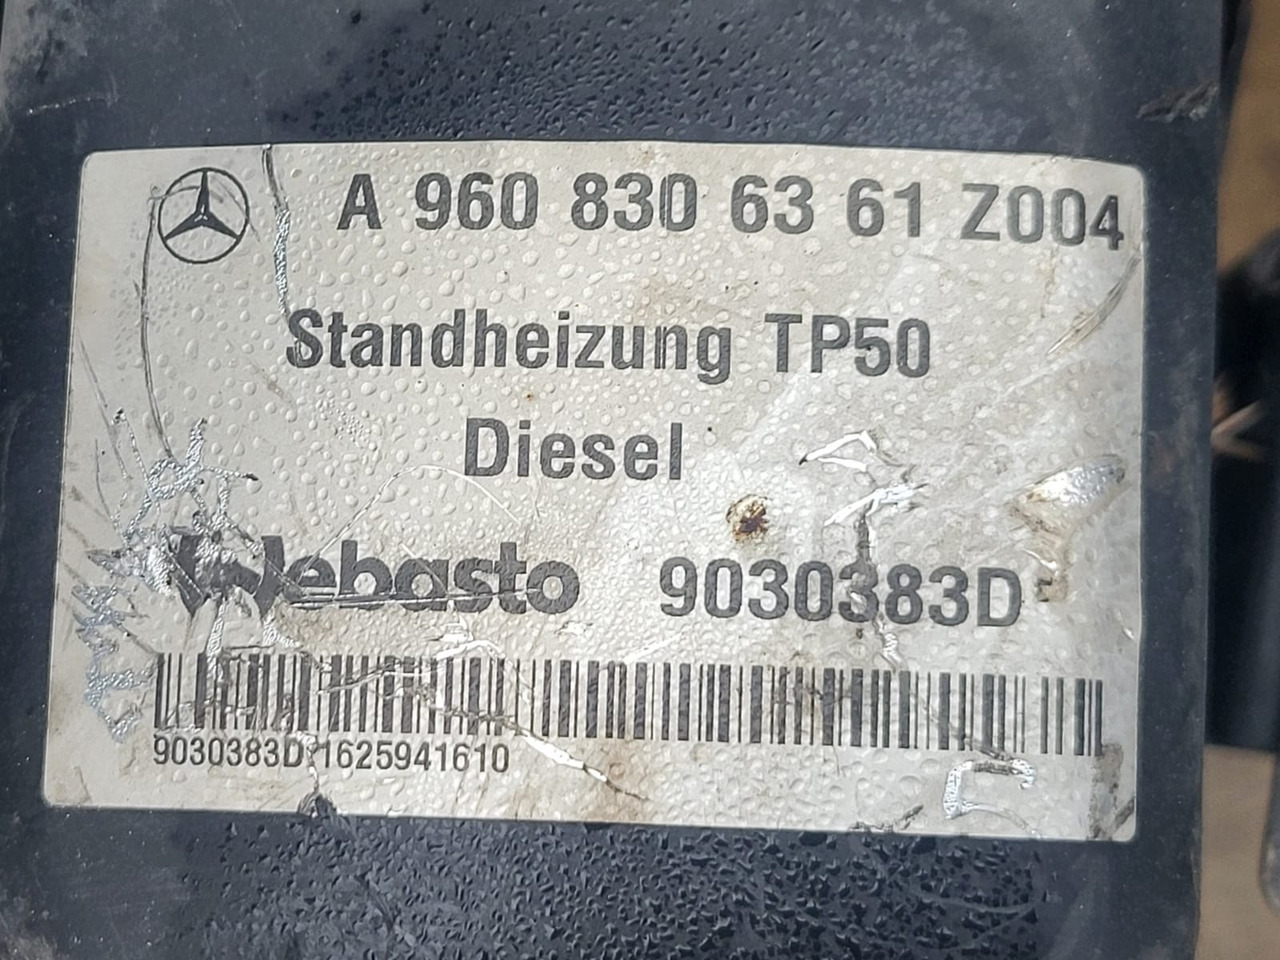 A 960 830 63 61 Z004
Standheizung TP50
Diesel
Webasto 9030383D
9030383D 1625941610